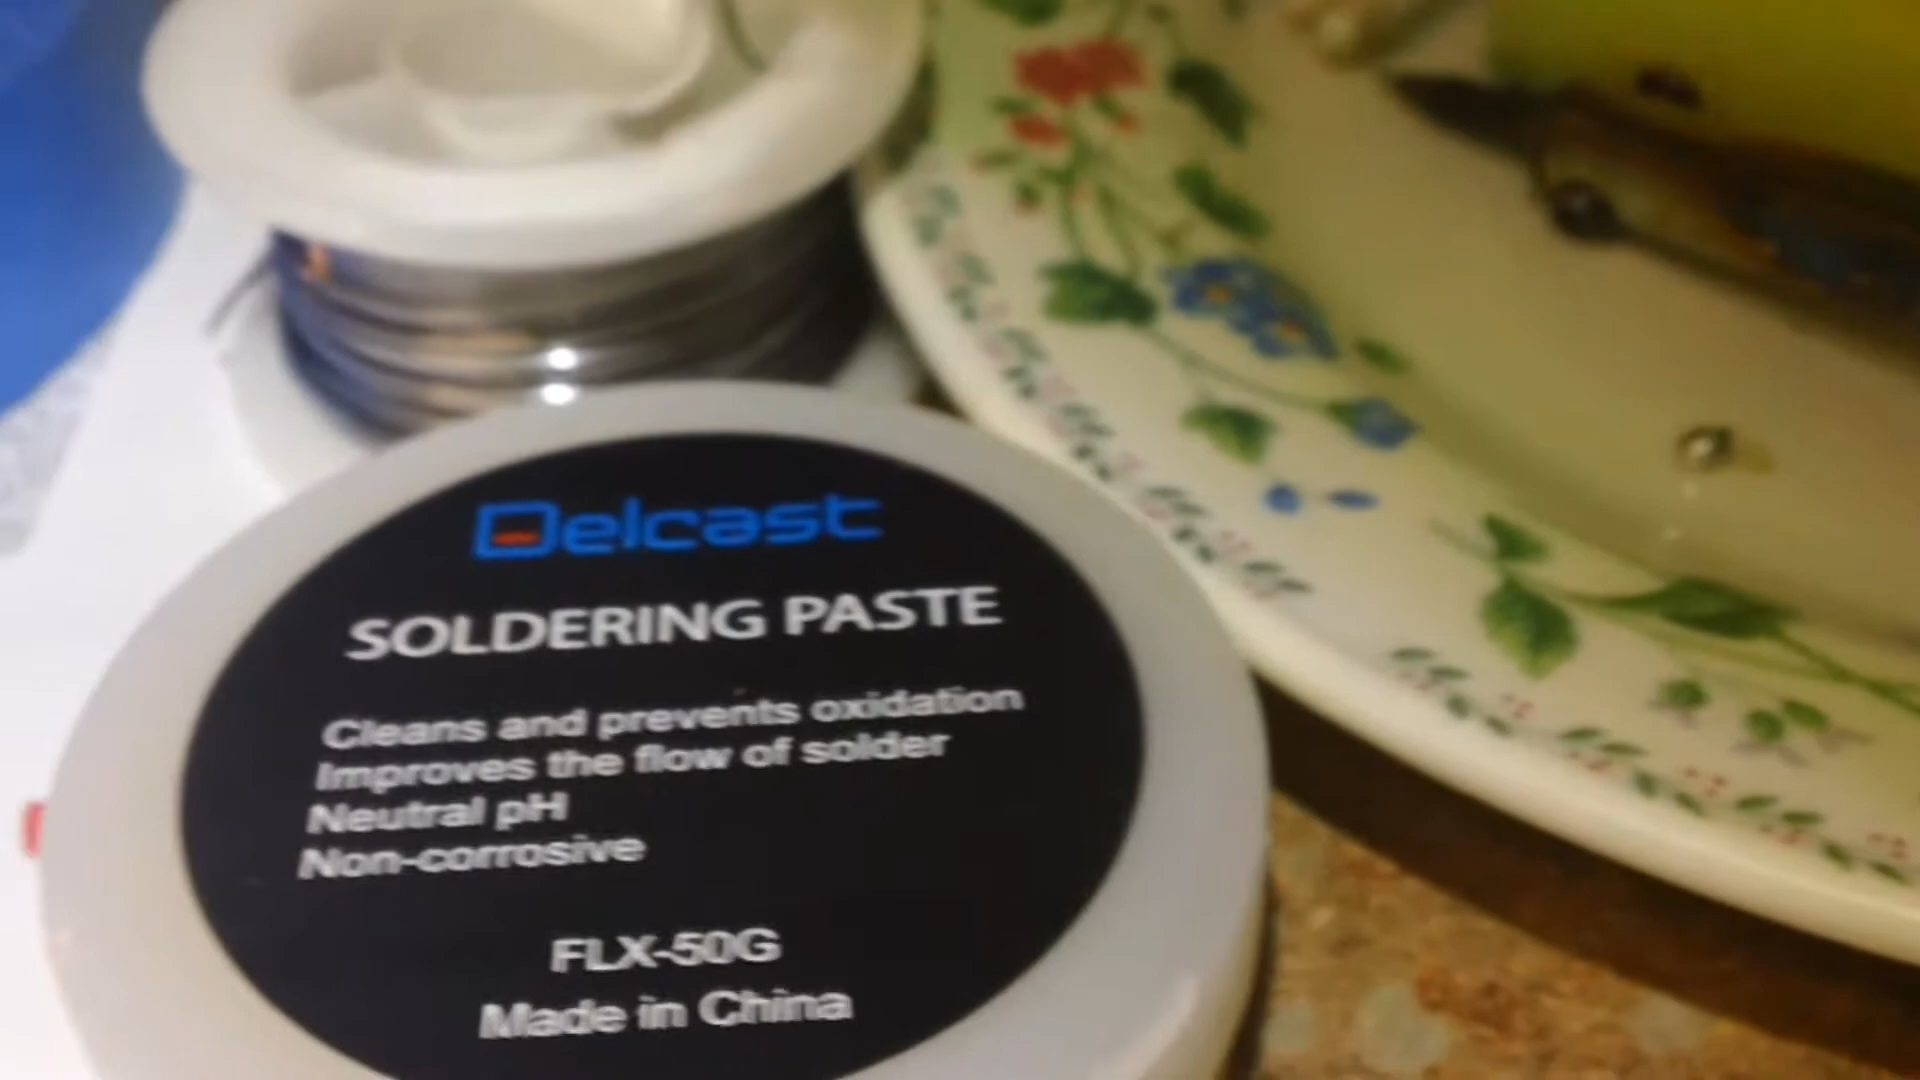 Delcast
SOLDERING PASTE
Cleans and prevents oxidation
Improves the flow of solder
Neutral pH
Non-corrosive
FLX-50G
Made in China